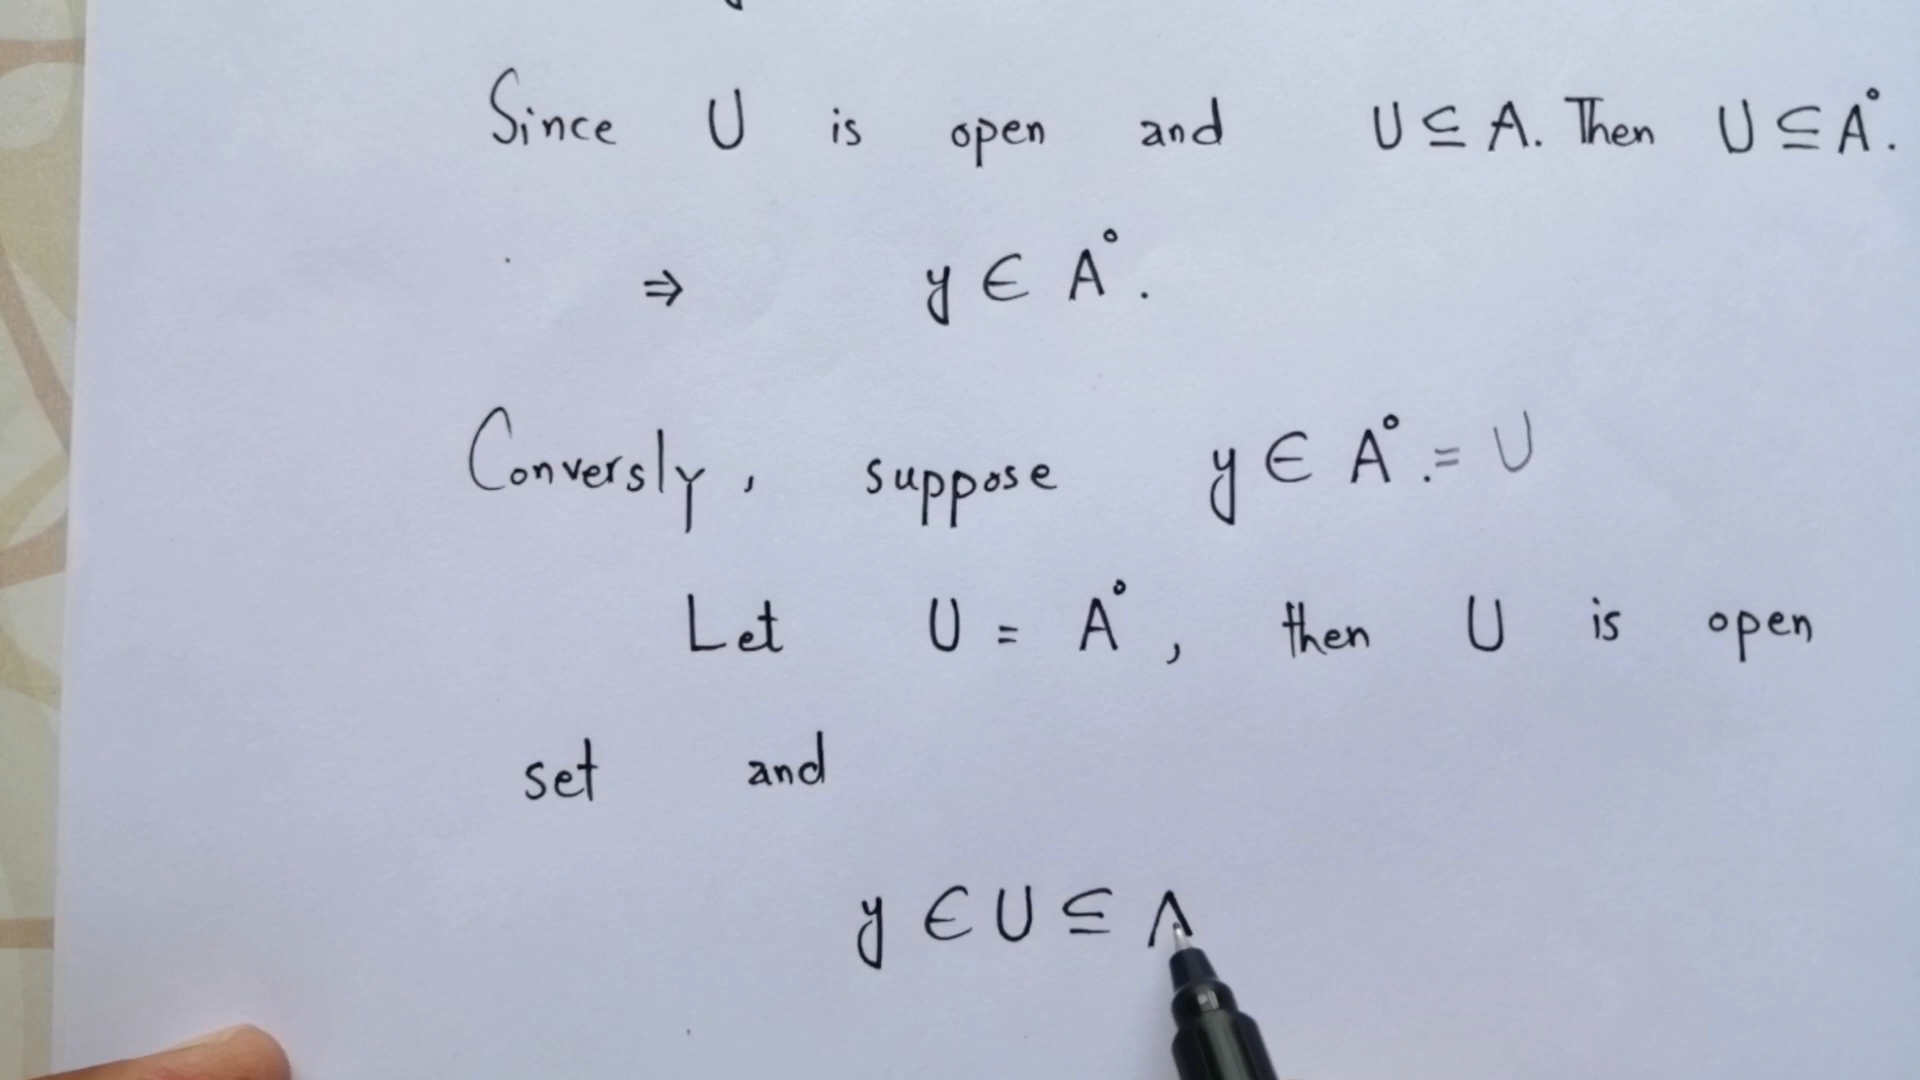 Since U is open and U ⊆ A. Then U ⊆ A°.
⇒ y ∈ A°.
Conversly, suppose y ∈ A°. = U
Let U = A°, then U is open
set and
y ∈ U ⊆ A